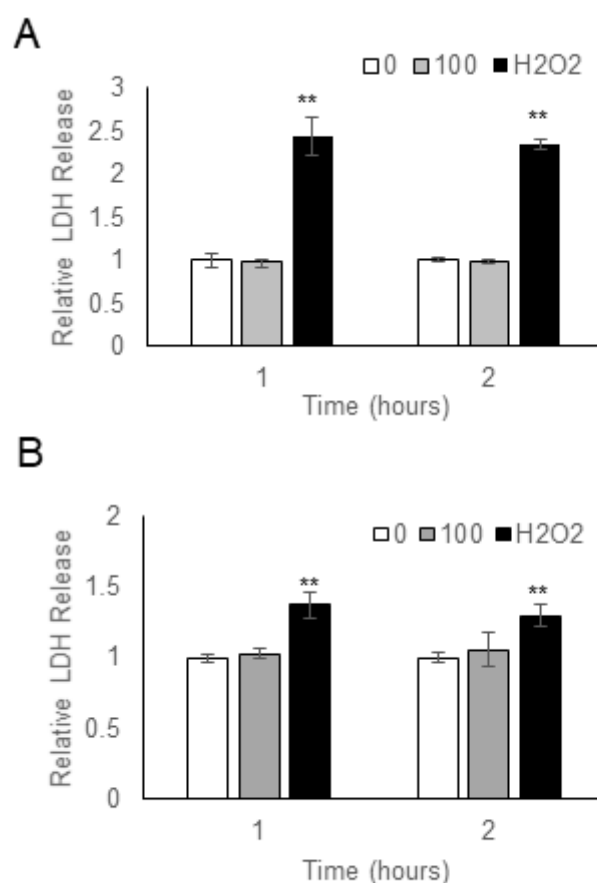 A
0 100 H2O2
3
2.5
2
1.5
1
0.5
0
Relative LDH Release
** **
1 2
Time (hours)
B
0 100 H2O2
2
1.5
1
0.5
0
Relative LDH Release
** **
1 2
Time (hours)